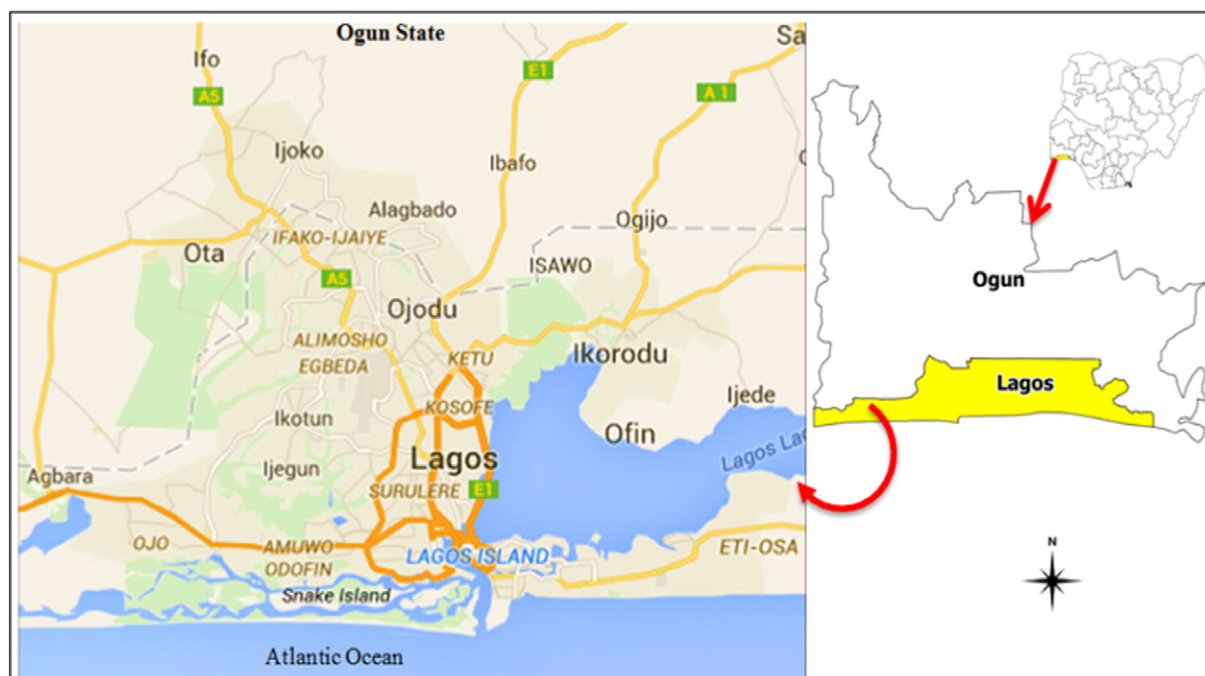 Ogun State
Sa
Ifo
E1
A5
A 1
Ijoko
Ibafo
Alagbado
Ogijo
IFAKO-IJAIYE
Ota
ISAWO
A5
Ojodu
ALIMOSHO
EGBEDA
KETU
Ikorodu
Ijede
KOSOFE
Ikotun
Ofin
Lagos
Lagos Lag
Ijegun
Agbara
SURULERE
E1
OJO
AMUWO
ODOFIN
LAGOS ISLAND
ETI-OSA
Snake Island
Atlantic Ocean
Ogun
Lagos
N